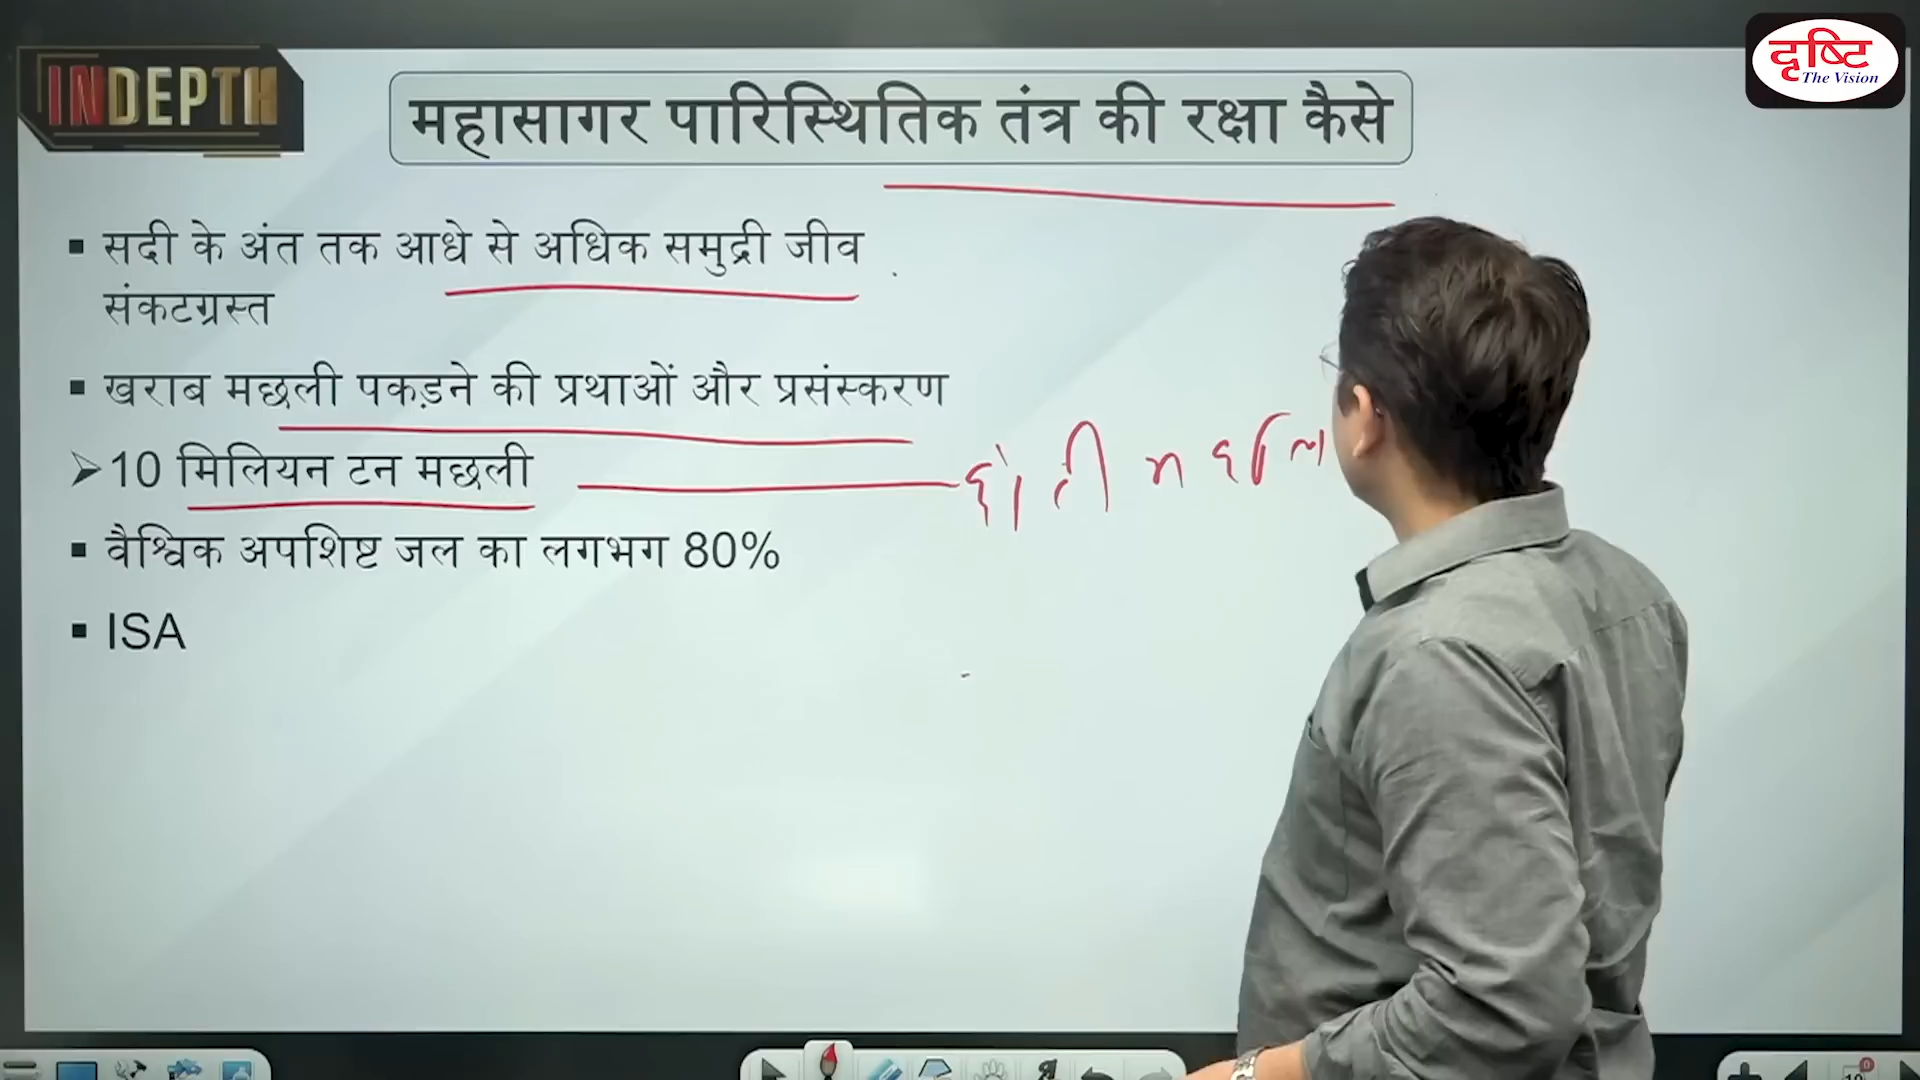 INDEPTH
दृष्टि
The Vision
महासागर पारिस्थितिक तंत्र की रक्षा कैसे
▪ सदी के अंत तक आधे से अधिक समुद्री जीव
संकटग्रस्त
▪ खराब मछली पकड़ने की प्रथाओं और प्रसंस्करण
➢ 10 मिलियन टन मछली
▪ वैश्विक अपशिष्ट जल का लगभग 80%
▪ ISA